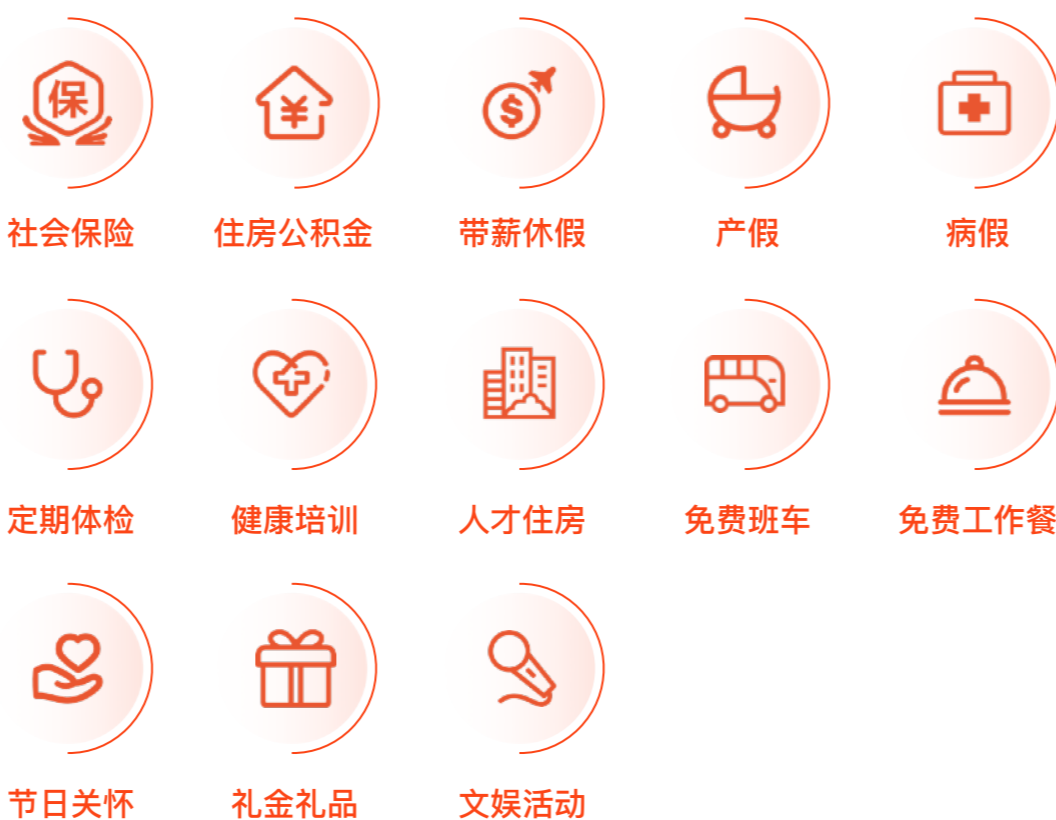 保
¥
$
社会保险
住房公积金
带薪休假
产假
病假
定期体检
健康培训
人才住房
免费班车
免费工作餐
节日关怀
礼金礼品
文娱活动